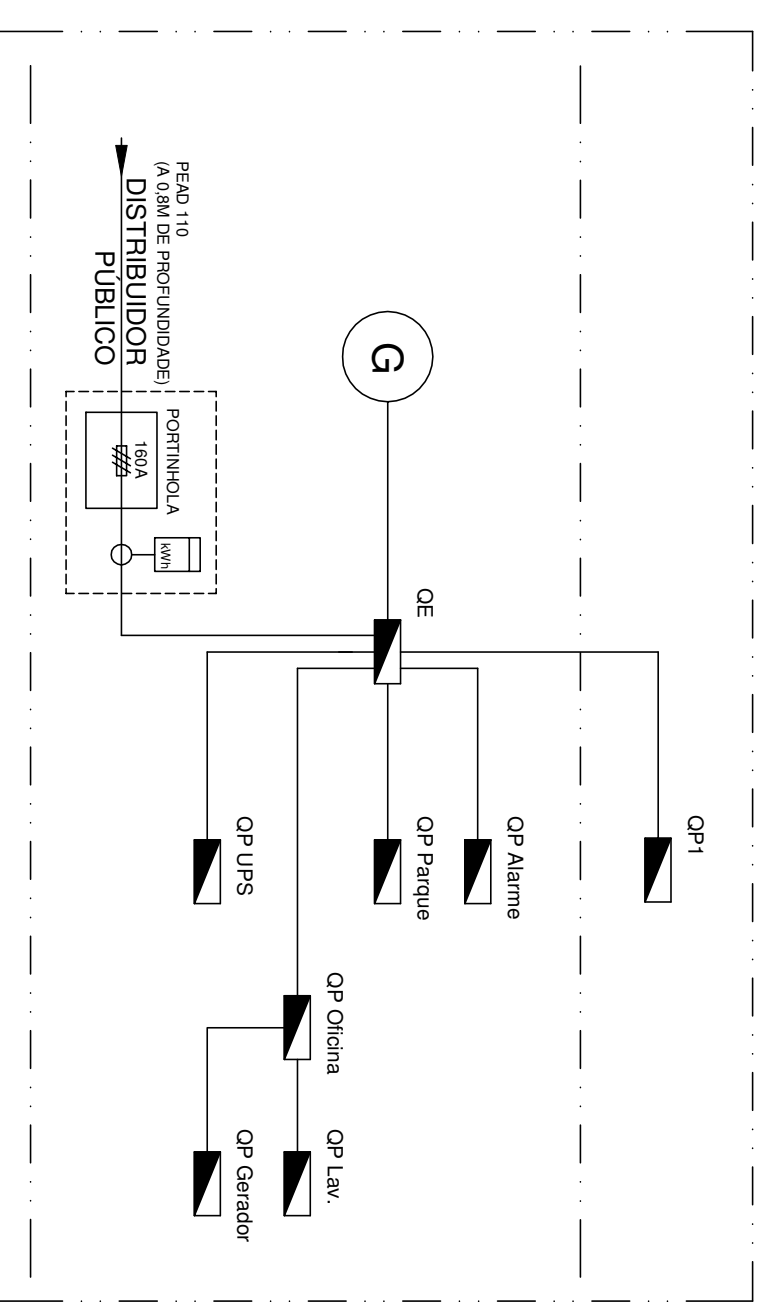 PEAD 110
(A 0,8M DE PROFUNDIDADE)
DISTRIBUIDOR
PÚBLICO
PORTINHOLA
160A
kWh
G
QE
QP1
QP Alarme
QP Parque
QP UPS
QP Oficina
QP Lav.
QP Gerador